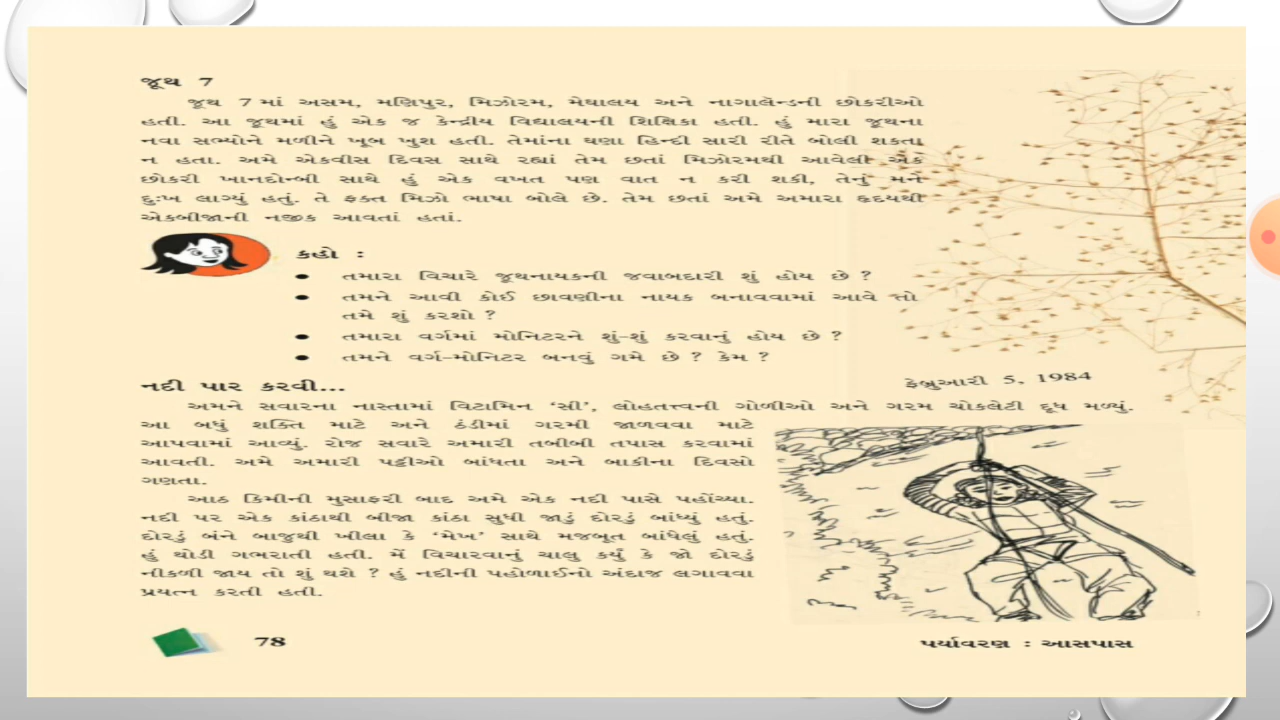 જૂથ 7
જૂથ 7માં અસમ, મણિપુર, મિઝોરમ, મેઘાલય અને નાગાલૅન્ડની છોકરીઓ
હતી. આ જૂથમાં હું એક જ કેન્દ્રીય વિદ્યાલયની શિક્ષિકા હતી. હું મારા જૂથના
નવા સભ્યોને મળીને ખૂબ ખુશ હતી. તેમાંના ઘણા હિન્દી સારી રીતે બોલી શકતા
ન હતા. અમે એકવીસ દિવસ સાથે રહ્યાં તેમ છતાં મિઝોરમથી આવેલી એક
છોકરી ખાનદોન્બી સાથે હું એક વખત પણ વાત ન કરી શકી, તેનું મને
દુઃખ લાગ્યું હતું. તે ફક્ત મિઝો ભાષા બોલે છે. તેમ છતાં અમે અમારા હૃદયથી
એકબીજાની નજીક આવતાં હતાં.
કહો :
• તમારા વિચારે જૂથનાયકની જવાબદારી શું હોય છે ?
• તમને આવી કોઈ છાવણીના નાયક બનાવવામાં આવે તો
તમે શું કરશો ?
• તમારા વર્ગમાં મોનિટરને શું-શું કરવાનું હોય છે ?
• તમને વર્ગ-મોનિટર બનવું ગમે છે ? કેમ ?
નદી પાર કરવી...
ફેબ્રુઆરી 5, 1984
અમને સવારના નાસ્તામાં વિટામિન ‘સી’, લોહતત્ત્વની ગોળીઓ અને ગરમ ચોકલેટી દૂધ મળ્યું.
આ બધું શક્તિ માટે અને ઠંડીમાં ગરમી જાળવવા માટે
આપવામાં આવ્યું. રોજ સવારે અમારી તબીબી તપાસ કરવામાં
આવતી. અમે અમારી પટ્ટીઓ બાંધતા અને બાકીના દિવસો
ગણતા.
આઠ કિમીની મુસાફરી બાદ અમે એક નદી પાસે પહોંચ્યા.
નદી પર એક કાંઠાથી બીજા કાંઠા સુધી જાડું દોરડું બાંધ્યું હતું.
દોરડું બંને બાજુથી ખીલા કે ‘મેખ’ સાથે મજબૂત બાંધેલું હતું.
હું થોડી ગભરાતી હતી. મેં વિચારવાનું ચાલુ કર્યું કે જો દોરડું
નીકળી જાય તો શું થશે ? હું નદીની પહોળાઈનો અંદાજ લગાવવા
પ્રયત્ન કરતી હતી.
78
પર્યાવરણ : આસપાસ